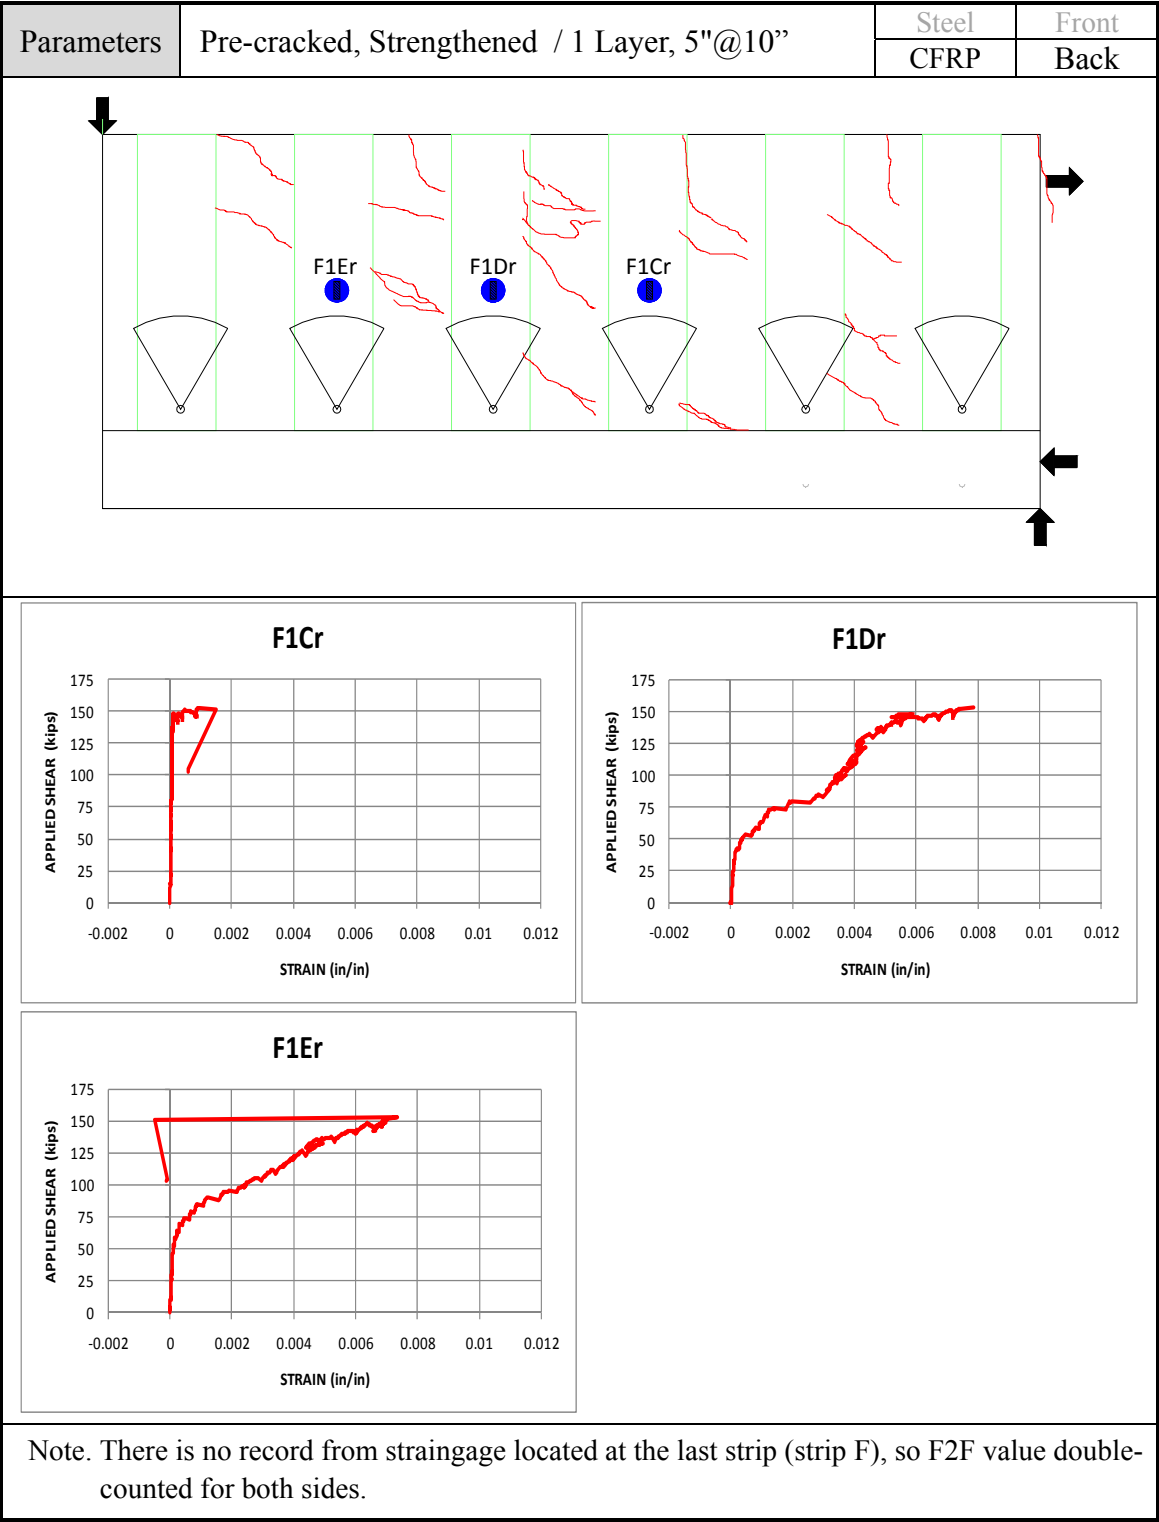 Parameters
Pre-cracked, Strengthened / 1 Layer, 5"@10”
Steel
Front
CFRP
Back
F1Er
F1Dr
F1Cr
F1Cr
175
150
125
100
75
50
25
0
-0.002 0 0.002 0.004 0.006 0.008 0.01 0.012
APPLIED SHEAR (kips)
STRAIN (in/in)
F1Dr
175
150
125
100
75
50
25
0
-0.002 0 0.002 0.004 0.006 0.008 0.01 0.012
APPLIED SHEAR (kips)
STRAIN (in/in)
F1Er
175
150
125
100
75
50
25
0
-0.002 0 0.002 0.004 0.006 0.008 0.01 0.012
APPLIED SHEAR (kips)
STRAIN (in/in)
Note. There is no record from straingage located at the last strip (strip F), so F2F value double-
counted for both sides.